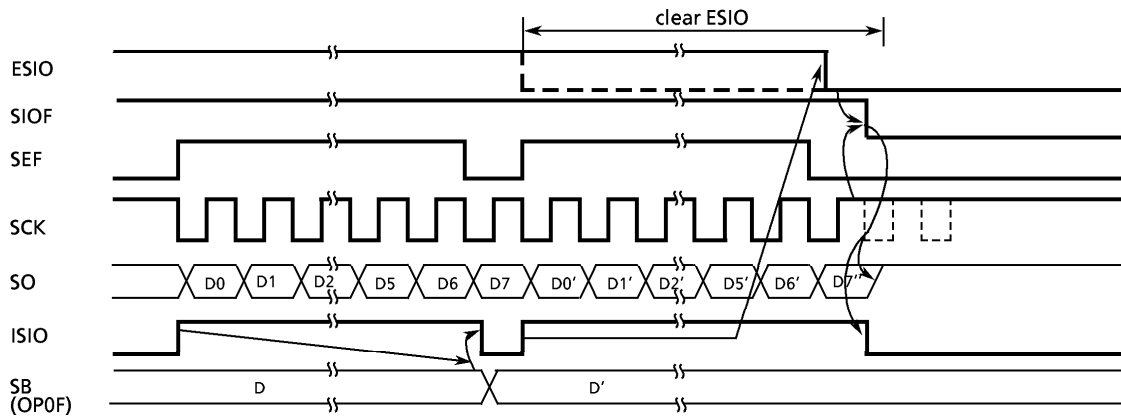 clear ESIO
ESIO
SIOF
SEF
SCK
SO D0 D1 D2 D5 D6 D7 D0' D1' D2' D5' D6' D7'
ISIO
SB D D'
(OP0F)